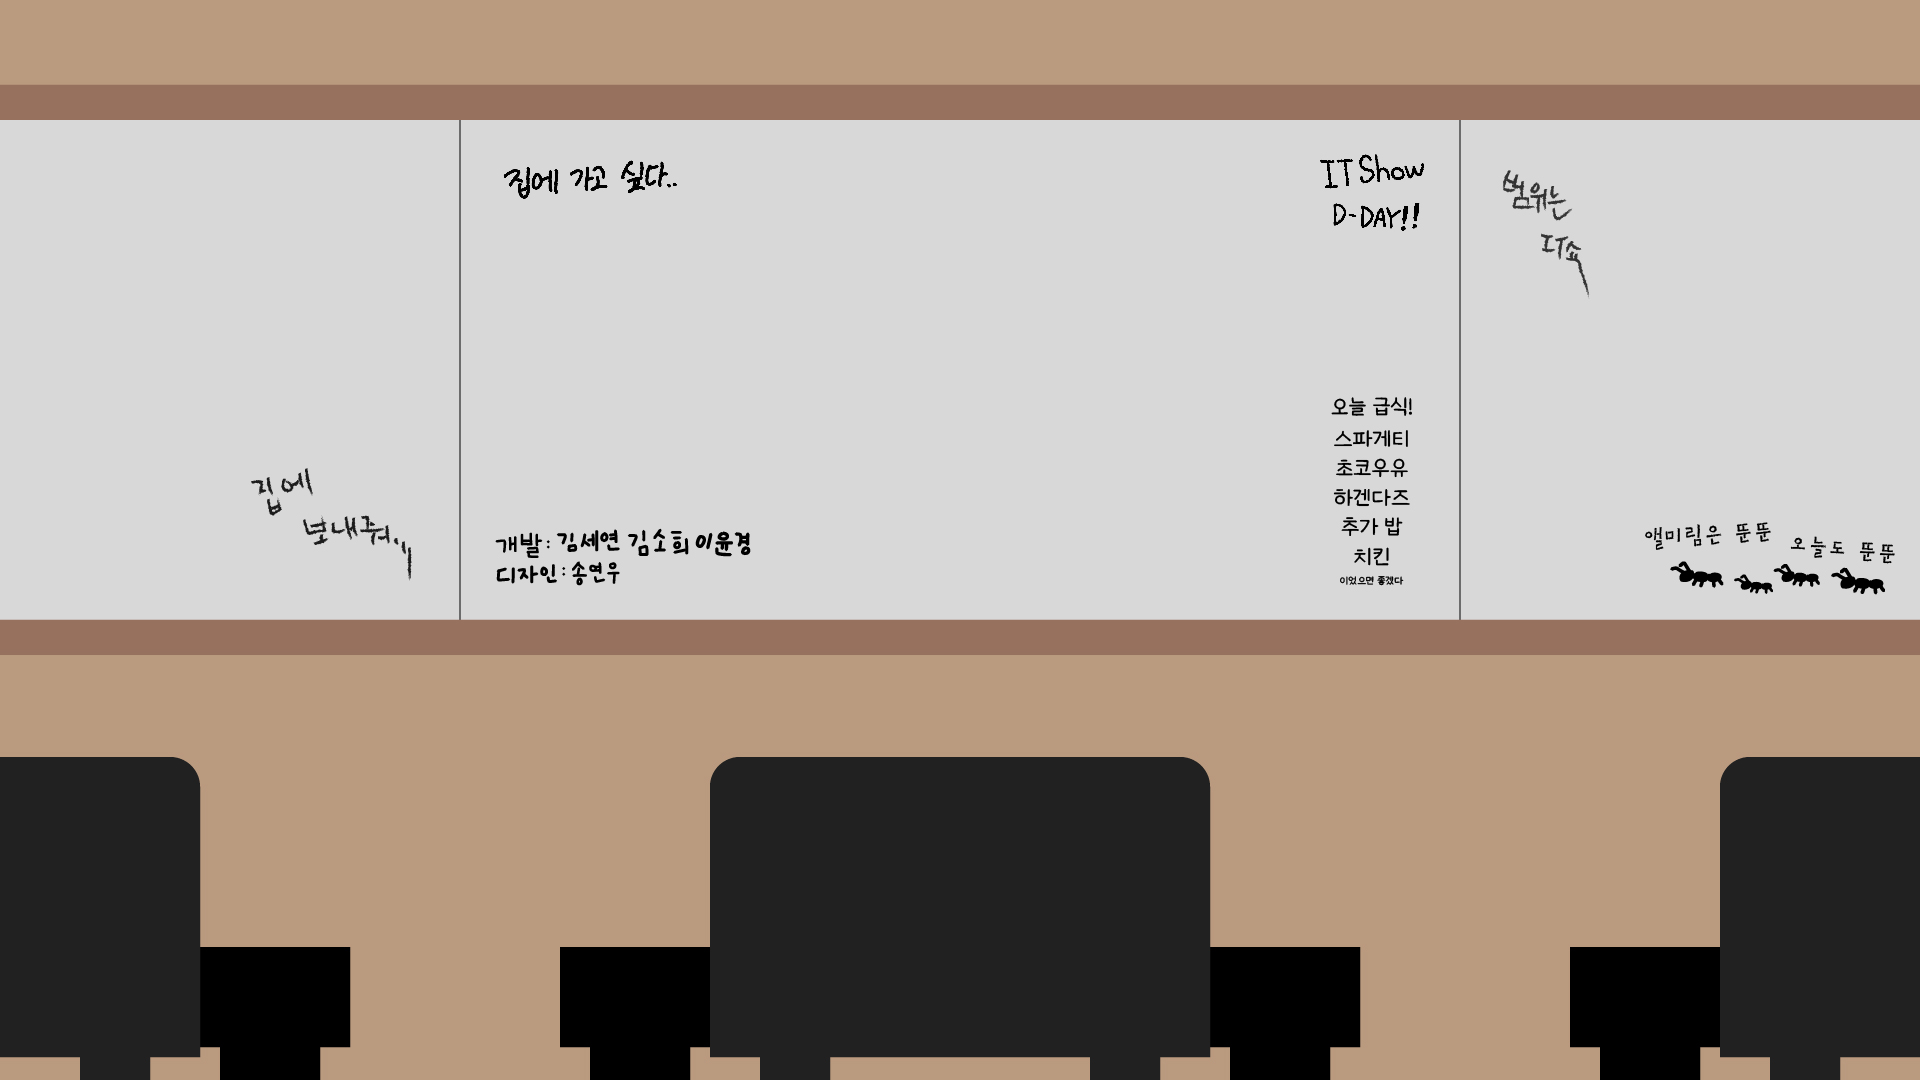 집에
보내줘..
집에 가고 싶다..
개발: 김세연 김소희 이윤경
디자인: 송연우
IT Show
D-DAY!!
오늘 급식!
스파게티
초코우유
하겐다즈
추가 밥
치킨
이었으면 좋겠다
범위는
IT쇼
앨미림은 뚠뚠
오늘도 뚠뚠